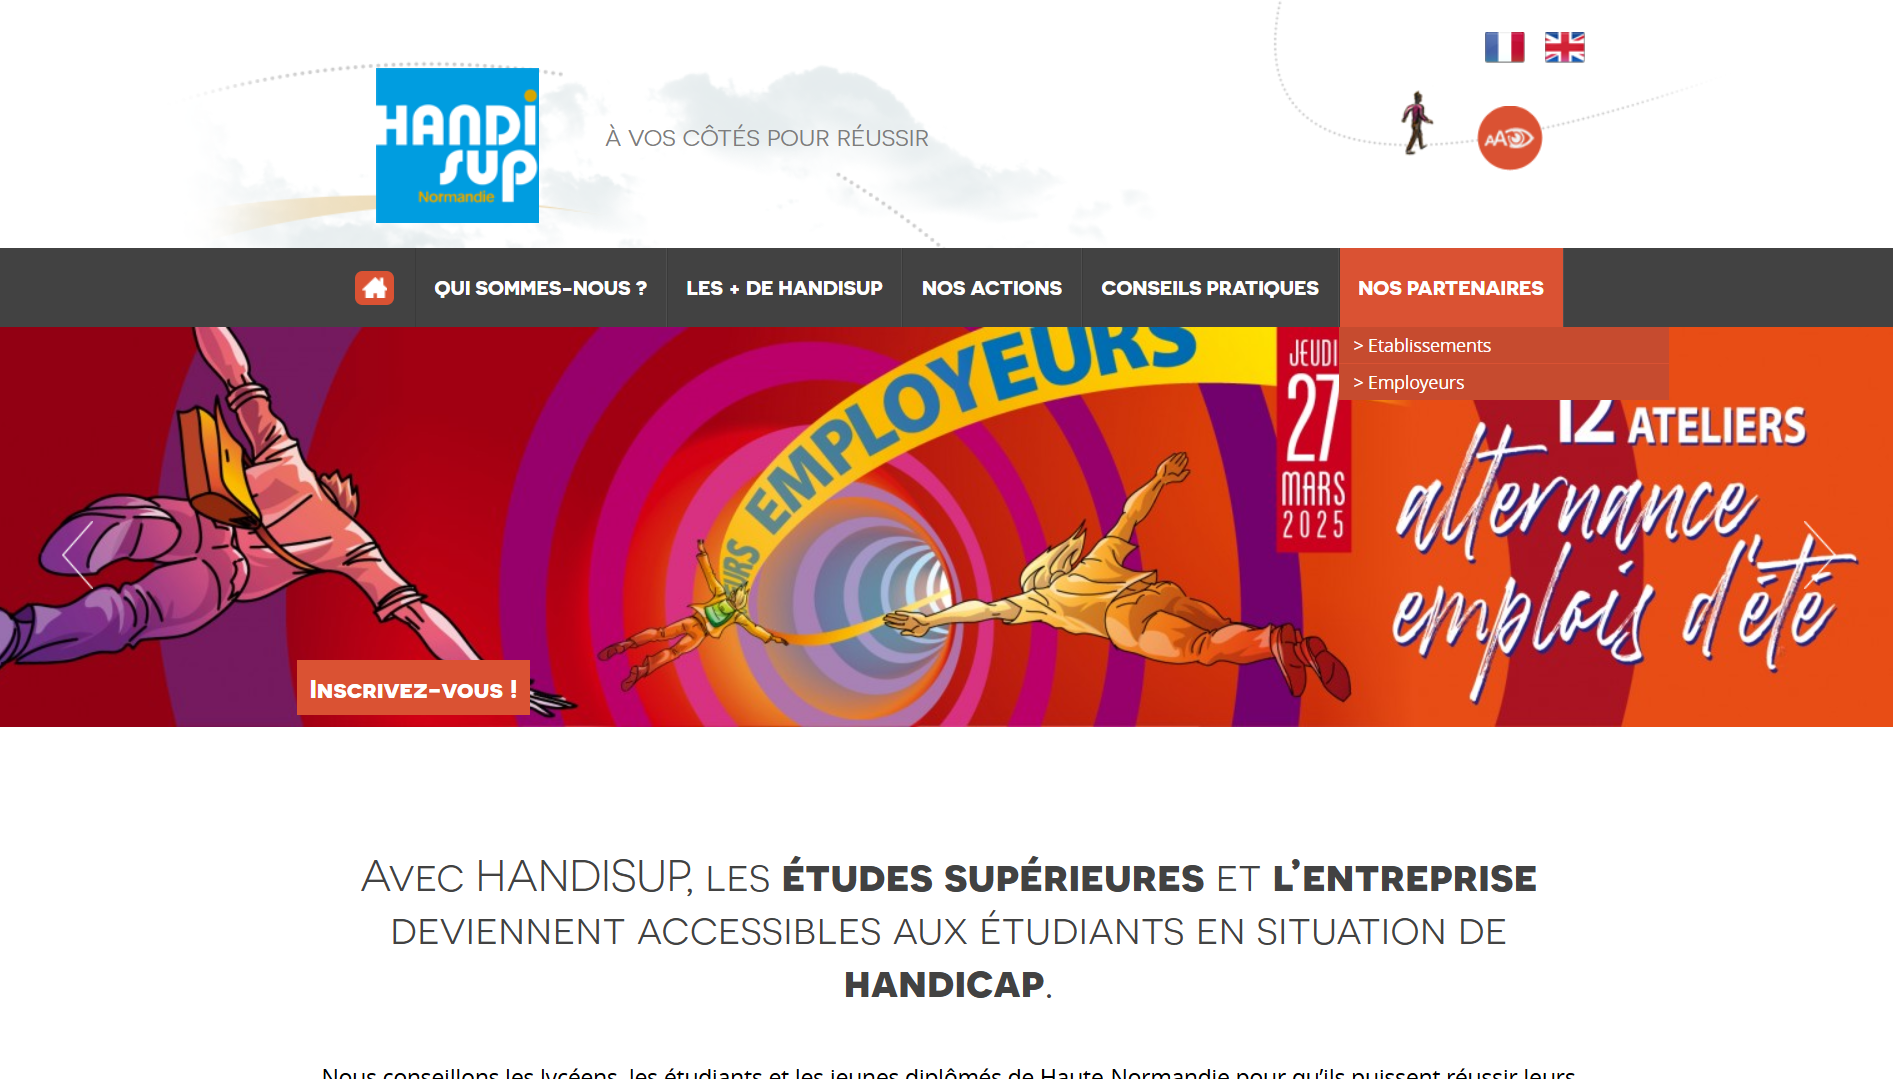 HANDI
SUP
Normandie
À VOS CÔTÉS POUR RÉUSSIR
AA
QUI SOMMES-NOUS ?
LES + DE HANDISUP
NOS ACTIONS
CONSEILS PRATIQUES
NOS PARTENAIRES
> Etablissements
> Employeurs
EMPLOYEURS
URS
JEUDI
27
MARS
2025
12 ATELIERS
alternance
emplois d'été
INSCRIVEZ-VOUS !
AVEC HANDISUP, LES ÉTUDES SUPÉRIEURES ET L’ENTREPRISE
DEVIENNENT ACCESSIBLES AUX ÉTUDIANTS EN SITUATION DE
HANDICAP.
Nous conseillons les lycéens, les étudiants et les jeunes diplômés de Haute Normandie pour qu’ils puissent réussir leurs